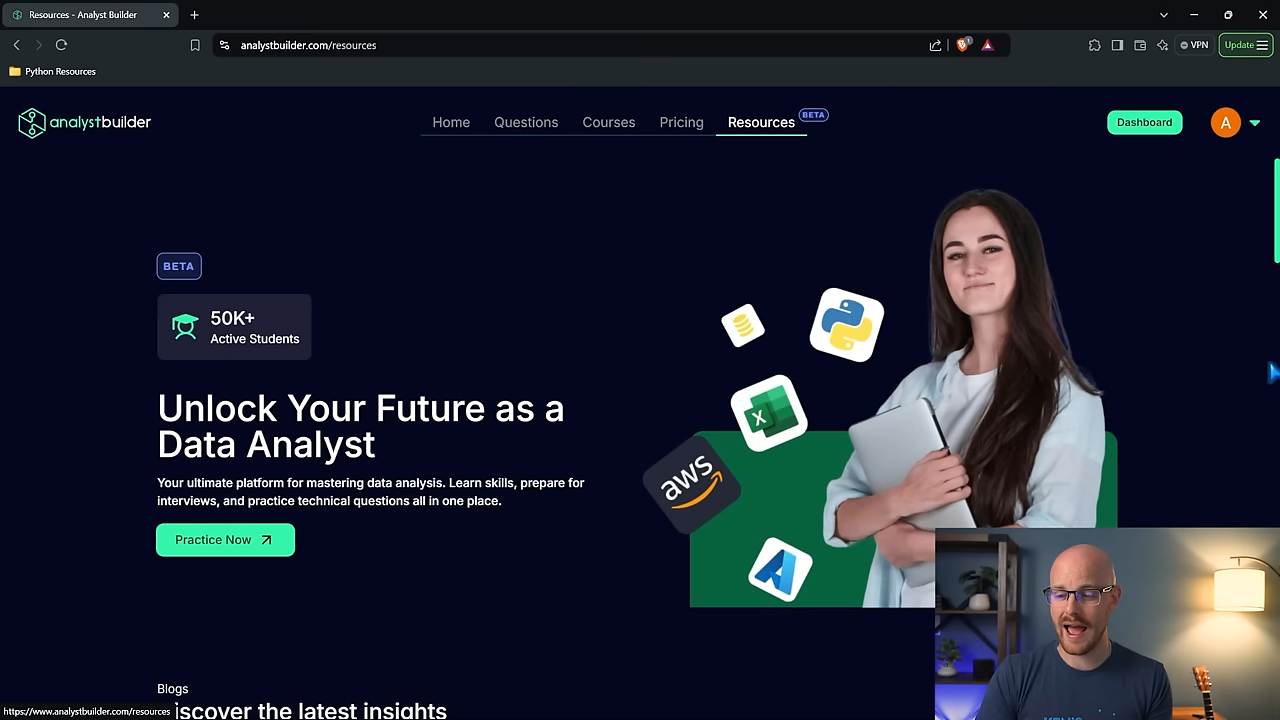 Resources - Analyst Builder
analystbuilder.com/resources
1
VPN
Update
Python Resources
analystbuilder
Home
Questions
Courses
Pricing
Resources
BETA
Dashboard
A
BETA
50K+
Active Students
Unlock Your Future as a
Data Analyst
Your ultimate platform for mastering data analysis. Learn skills, prepare for
interviews, and practice technical questions all in one place.
Practice Now
X
aws
Blogs
https://www.analystbuilder.com/resources
iscover the latest insights